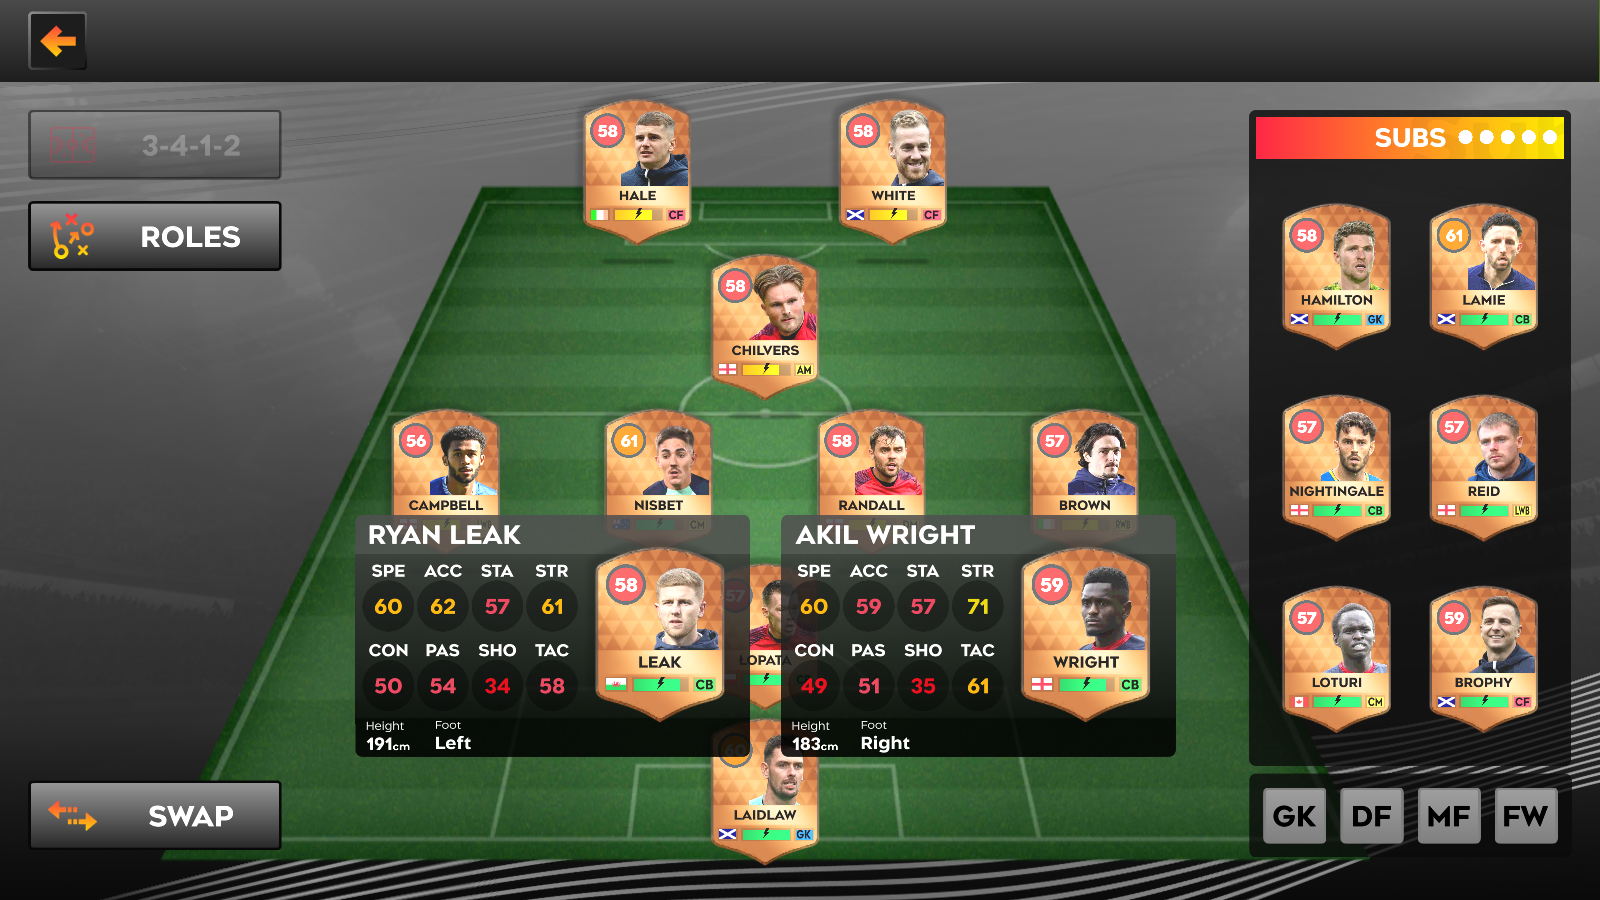 3-4-1-2
ROLES
58
HALE
CF
58
WHITE
CF
58
CHILVERS
AM
56
CAMPBELL
61
NISBET
CM
58
RANDALL
57
BROWN
RWB
RYAN LEAK
SPE ACC STA STR
60 62 57 61
CON PAS SHO TAC
50 54 34 58
Height Foot
191cm Left
58
LEAK
CB
57
LOPATA
AKIL WRIGHT
SPE ACC STA STR
60 59 57 71
CON PAS SHO TAC
49 51 35 61
Height Foot
183cm Right
59
WRIGHT
CB
60
LAIDLAW
GK
SWAP
SUBS
58
HAMILTON
GK
61
LAMIE
CB
57
NIGHTINGALE
CB
57
REID
LWB
57
LOTURI
CM
59
BROPHY
CF
GK DF MF FW